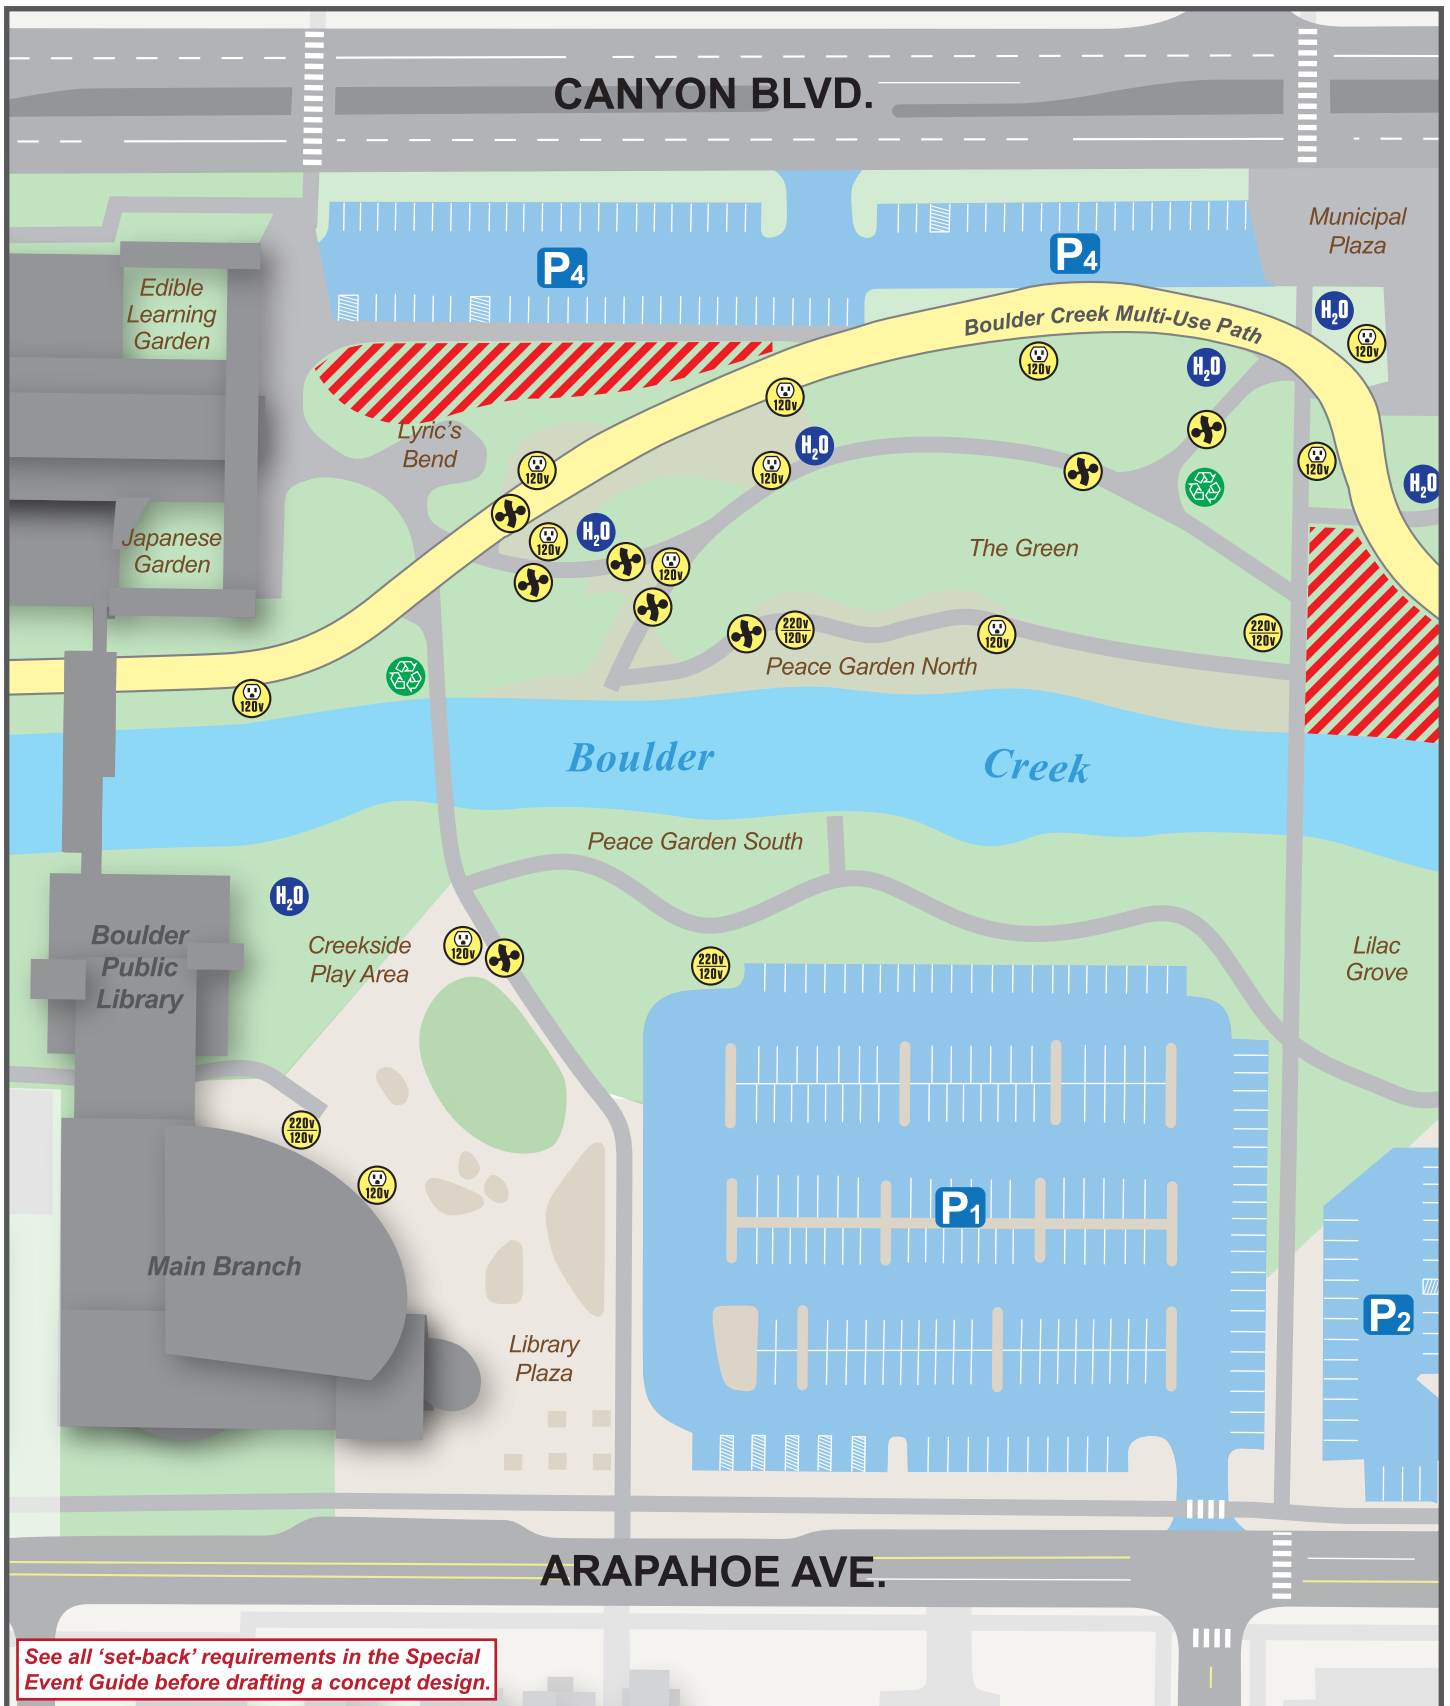 CANYON BLVD.
Municipal
Plaza
P4
P4
Edible
Learning
Garden
Boulder Creek Multi-Use Path
H2O
120v
120v
H2O
120v
Lyric's
Bend
H2O
120v
120v
120v
H2O
Japanese
Garden
H2O
120v
120v
The Green
220v
120v
120v
220v
120v
Peace Garden North
120v
Boulder
Creek
Peace Garden South
H2O
Boulder
Public
Library
Creekside
Play Area
120v
220v
120v
Lilac
Grove
220v
120v
120v
P1
Main Branch
P2
Library
Plaza
ARAPAHOE AVE.
See all ‘set-back’ requirements in the Special
Event Guide before drafting a concept design.